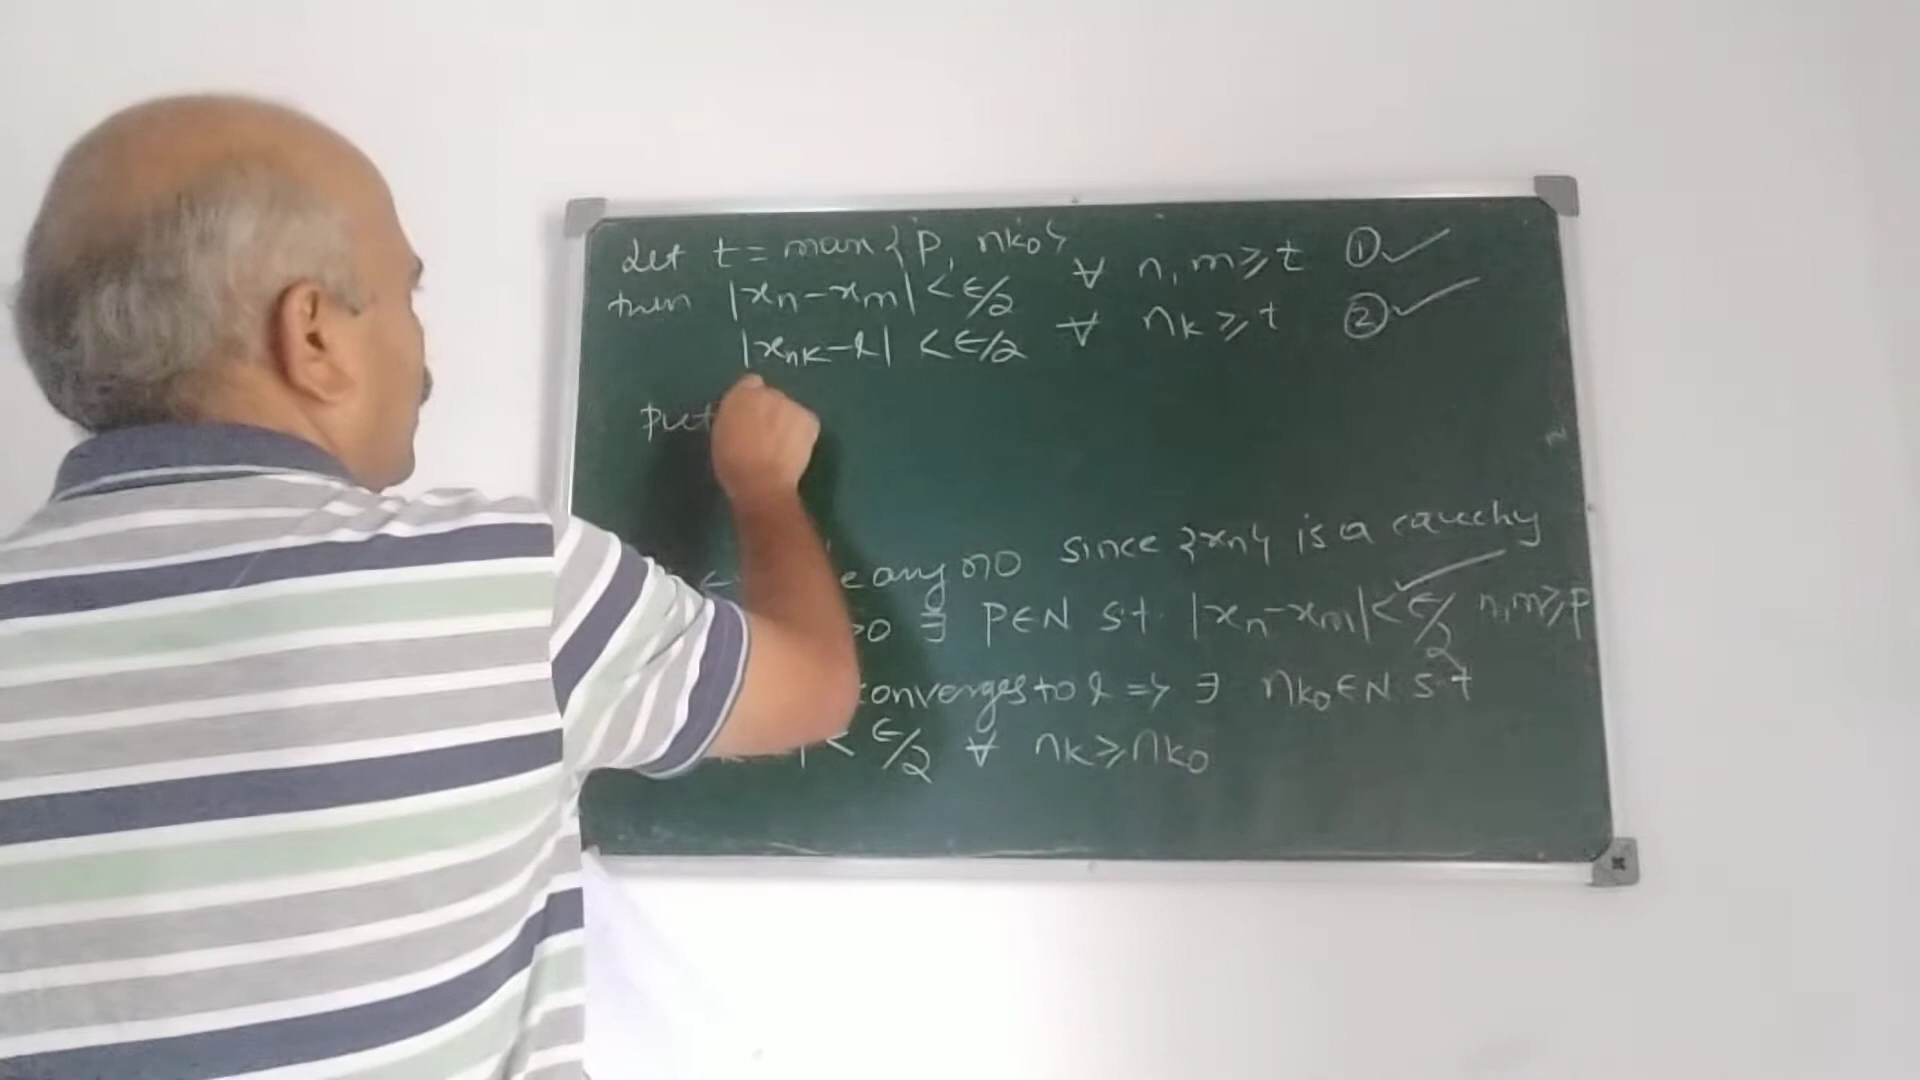 Let t = max {p, nk₀}
then |xₙ-xₘ| < ε/2 ∀ n, m ≥ t ① ✓
|xₙₖ-l| < ε/2 ∀ nₖ ≥ t ② ✓
Put
any no since {xn} is a cauchy
>0 ∃ p∈N s.t. |xₙ-xₘ| < ε/2 n,m ≥ p
converges to l => ∃ nk₀ ∈ N s.t
| < ε/2 ∀ nk ≥ nk₀